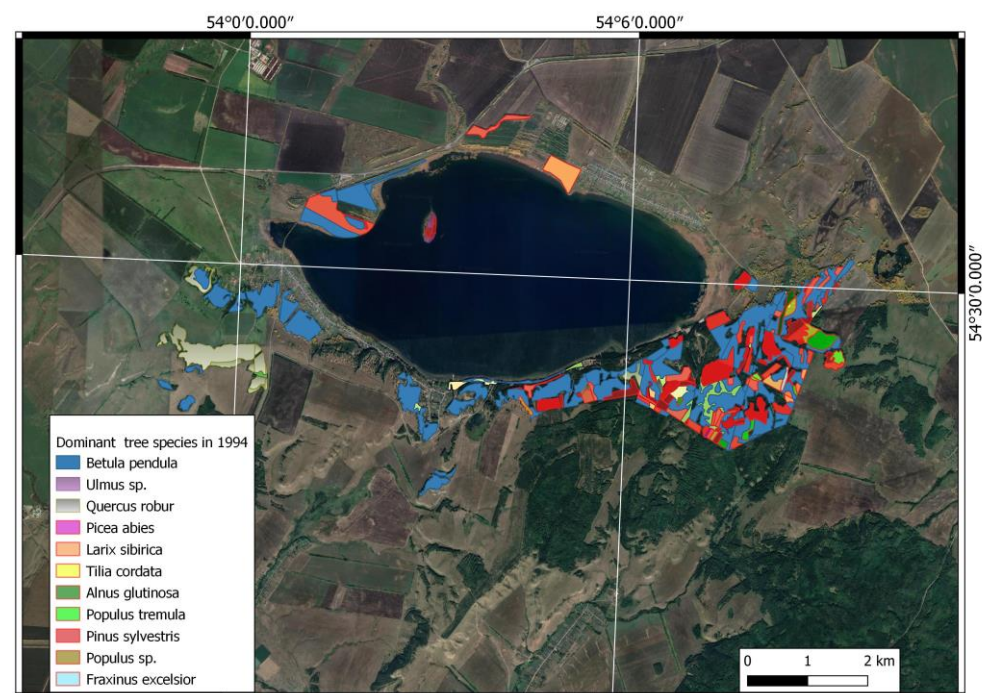 54°0′0.000″
54°6′0.000″
54°30′0.000″
Dominant tree species in 1994
Betula pendula
Ulmus sp.
Quercus robur
Picea abies
Larix sibirica
Tilia cordata
Alnus glutinosa
Populus tremula
Pinus sylvestris
Populus sp.
Fraxinus excelsior
0 1 2 km